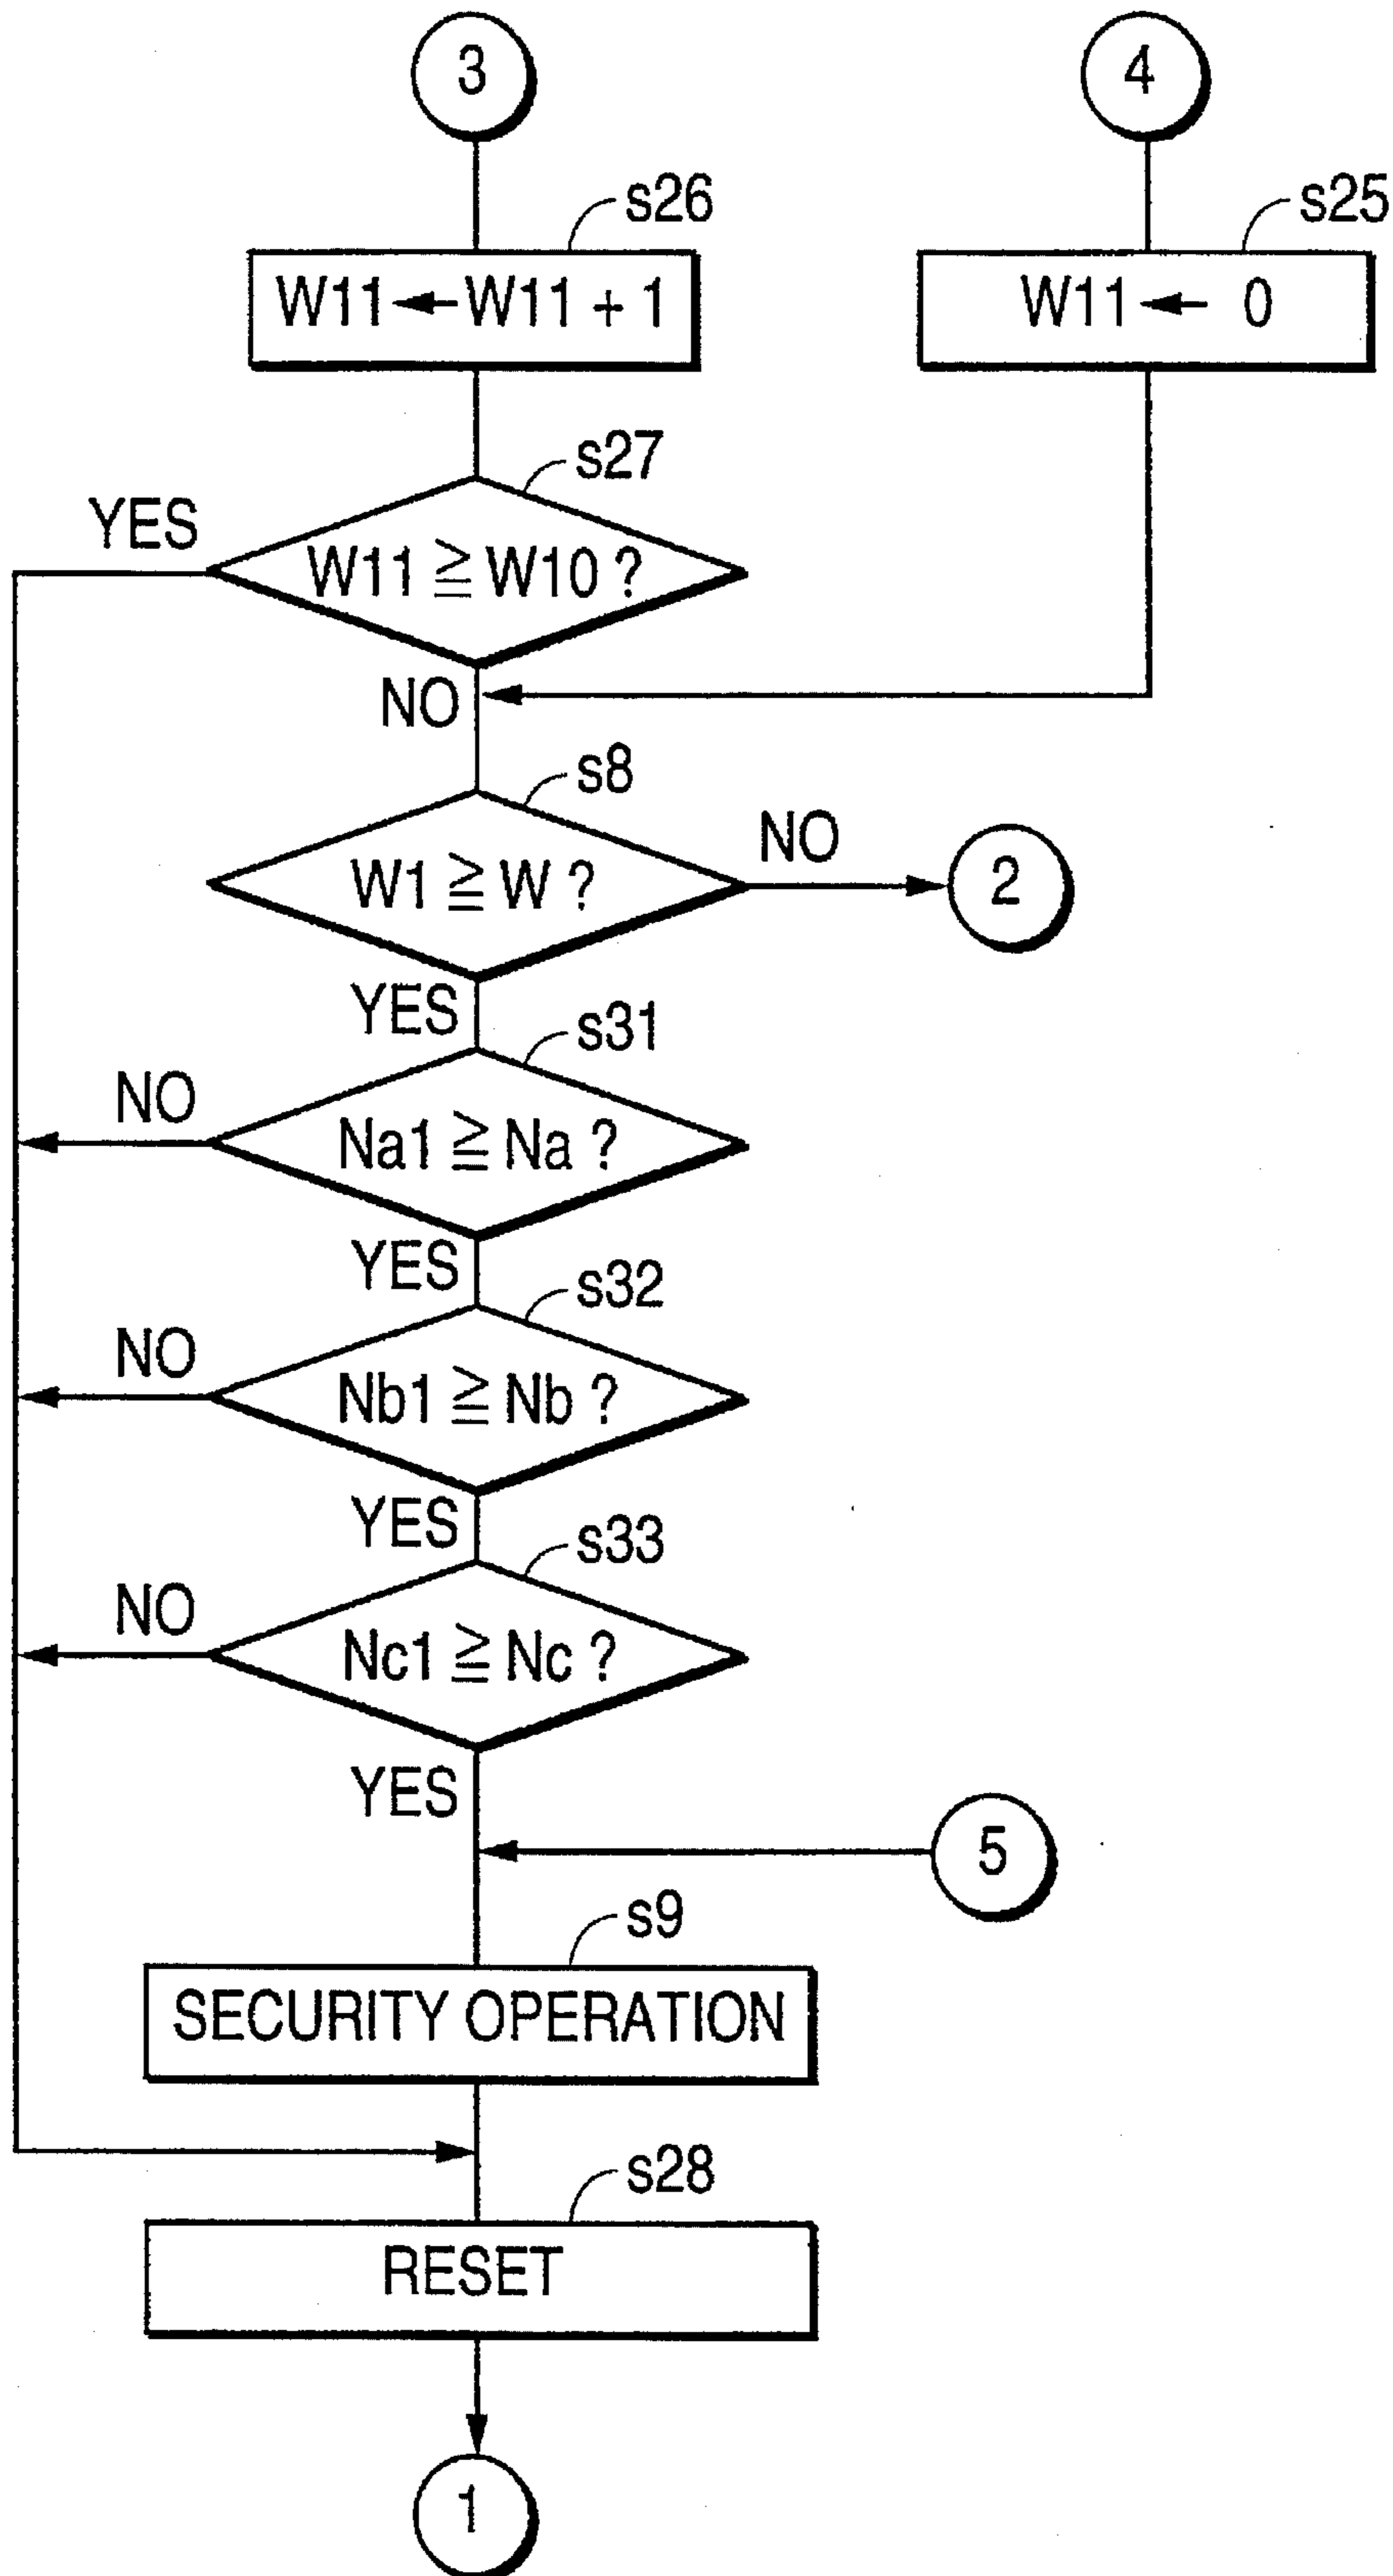 3
4
s26
s25
W11 ← W11 + 1
W11 ← 0
s27
YES
W11 ≧ W10 ?
NO
s8
NO
W1 ≧ W ?
2
YES
s31
NO
Na1 ≧ Na ?
YES
s32
NO
Nb1 ≧ Nb ?
YES
s33
NO
Nc1 ≧ Nc ?
YES
5
s9
SECURITY OPERATION
s28
RESET
1